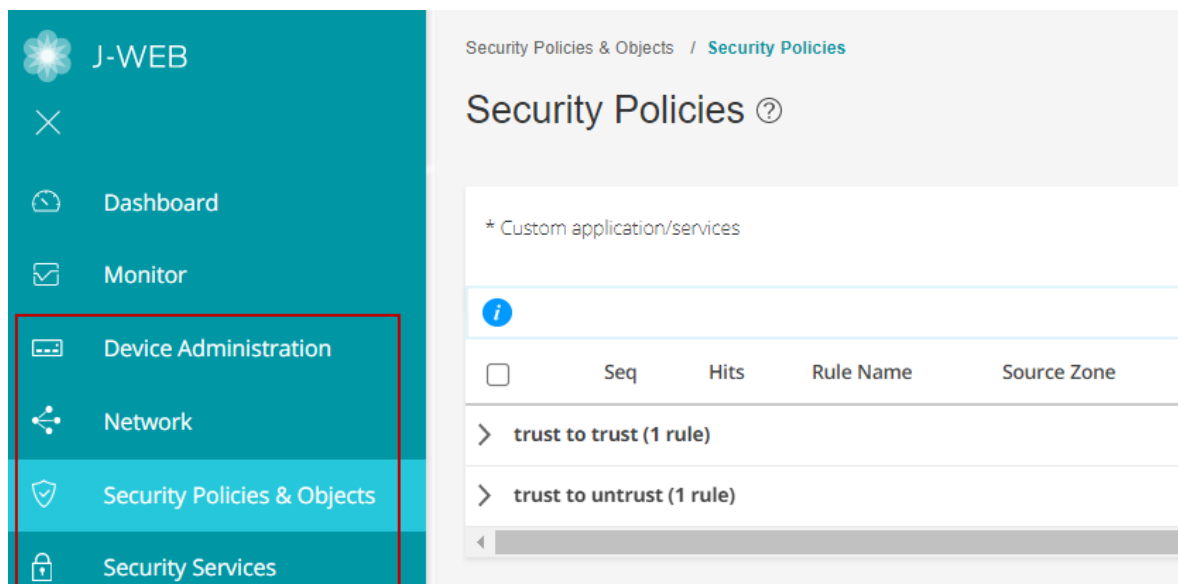 J-WEB
Dashboard
Monitor
Device Administration
Network
Security Policies & Objects
Security Services
Security Policies & Objects / Security Policies
Security Policies ?
* Custom application/services
i
Seq Hits Rule Name Source Zone
trust to trust (1 rule)
trust to untrust (1 rule)